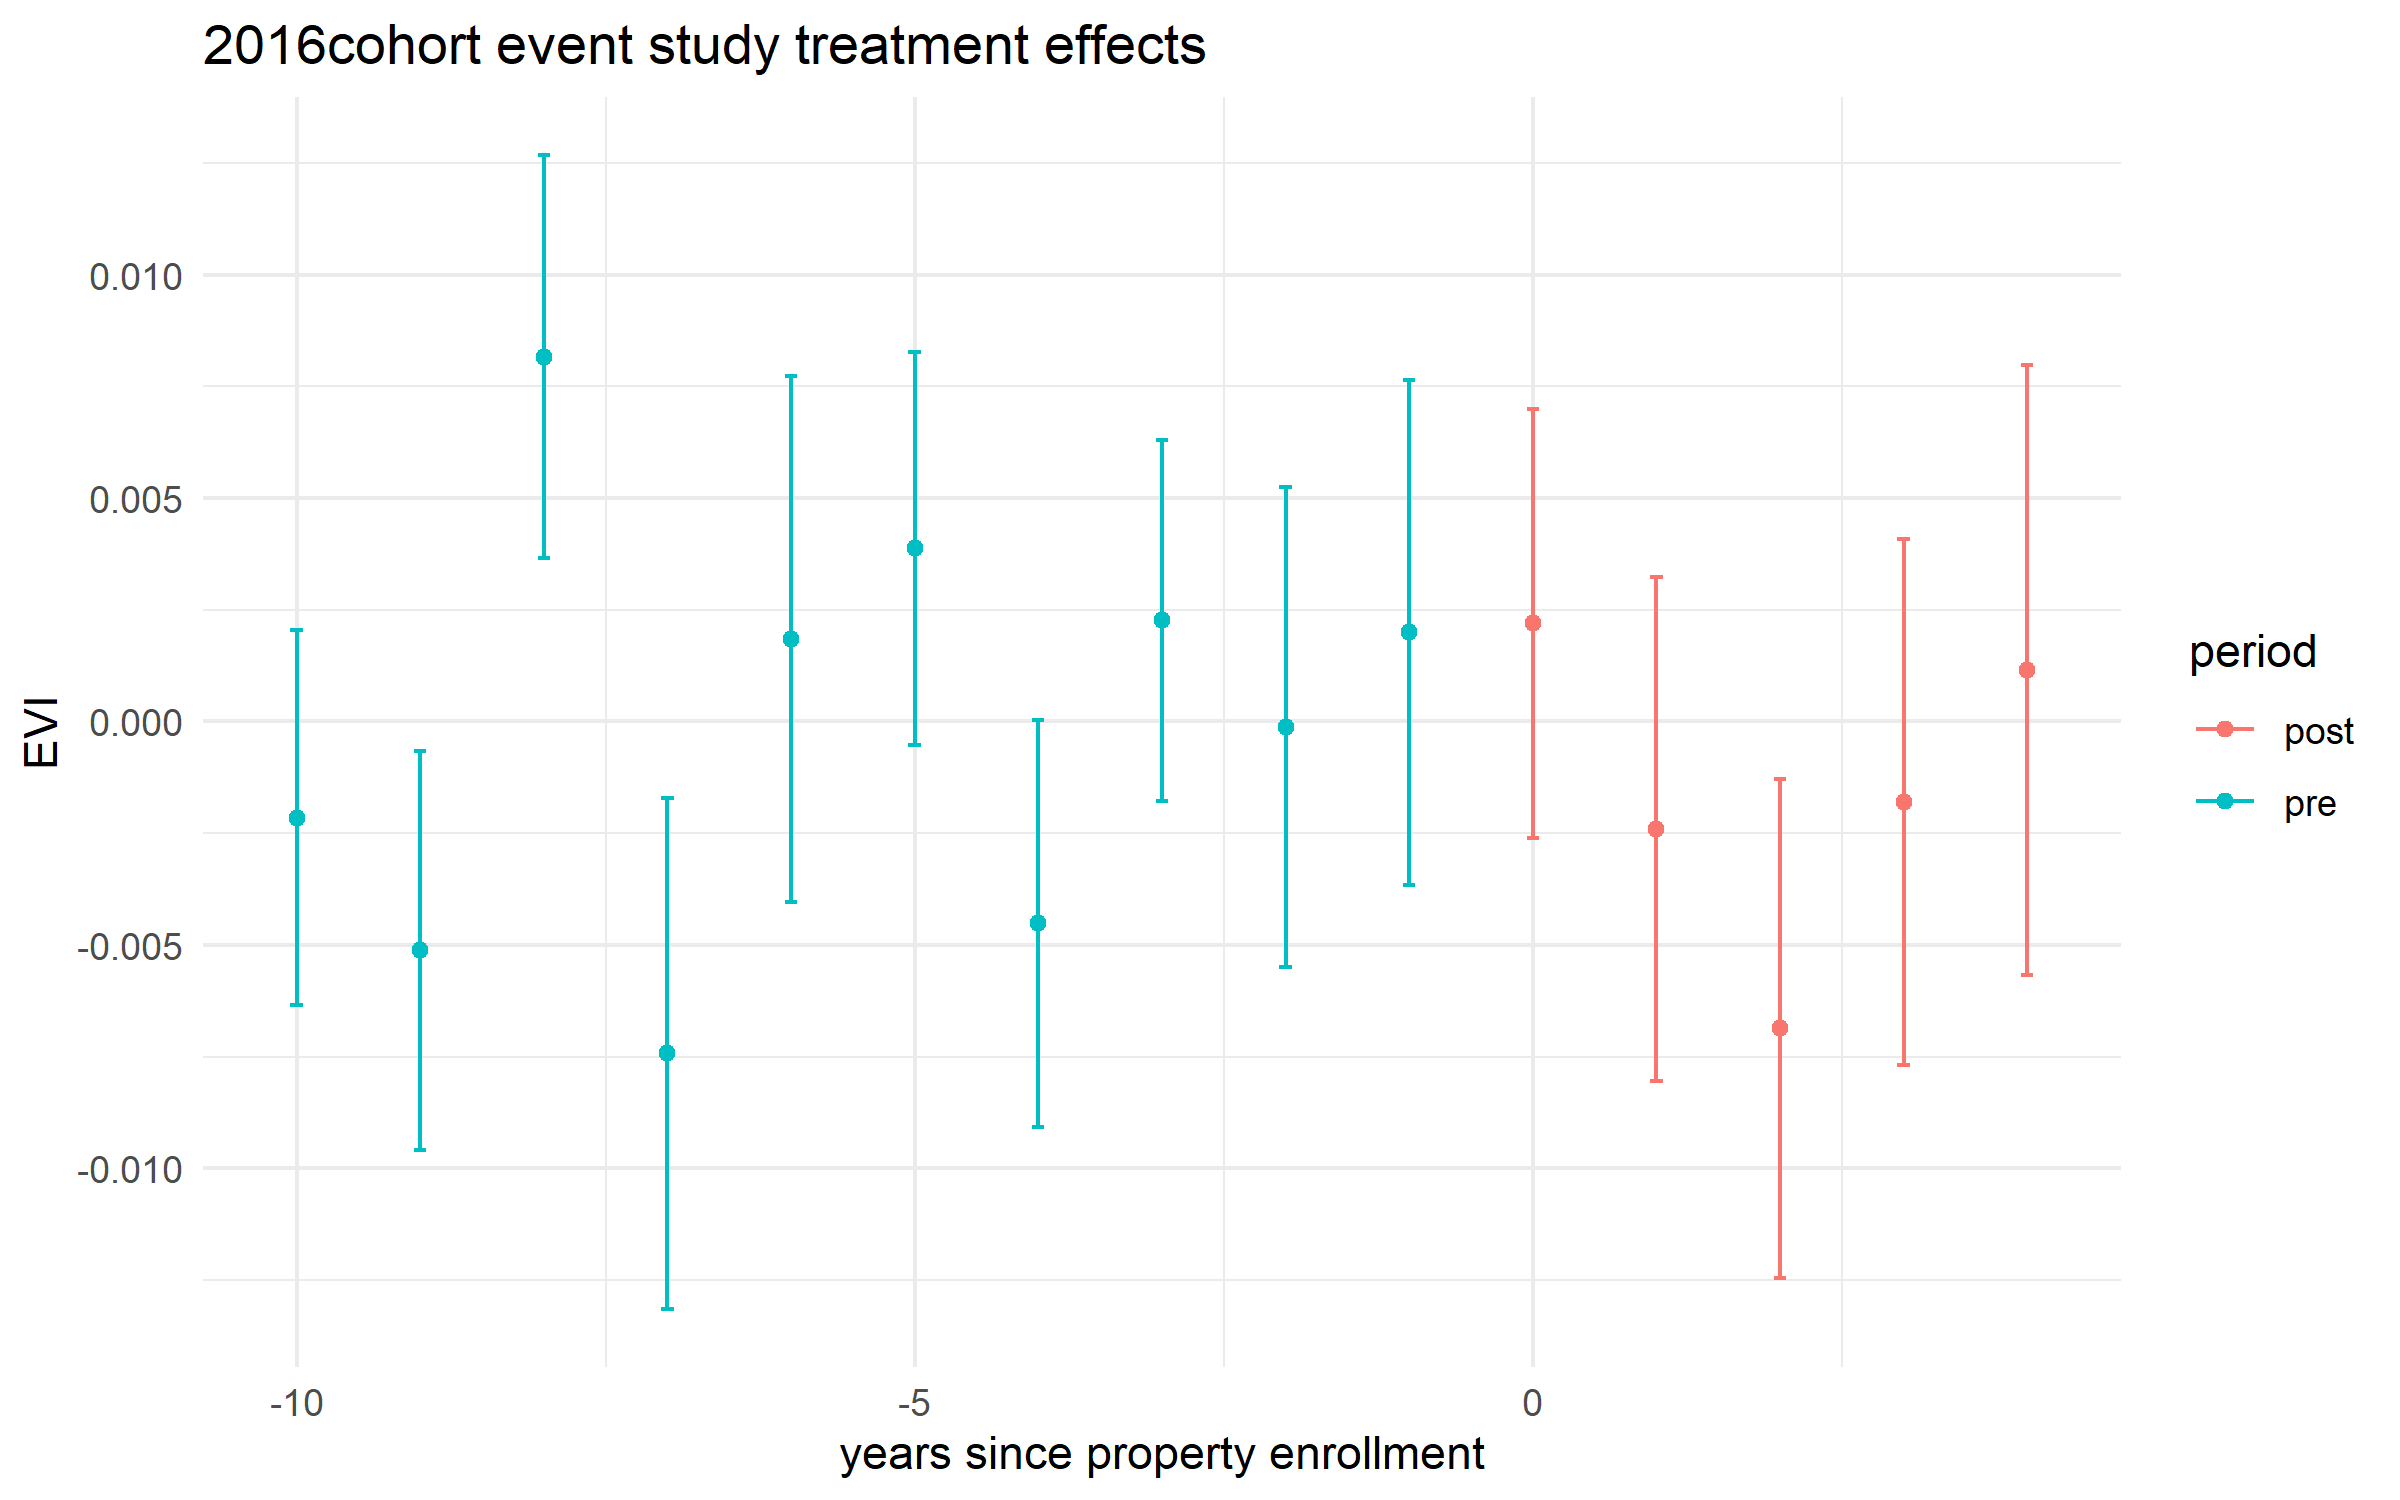 2016cohort event study treatment effects
0.010
0.005
0.000
-0.005
-0.010
EVI
-10
-5
0
years since property enrollment
period
post
pre